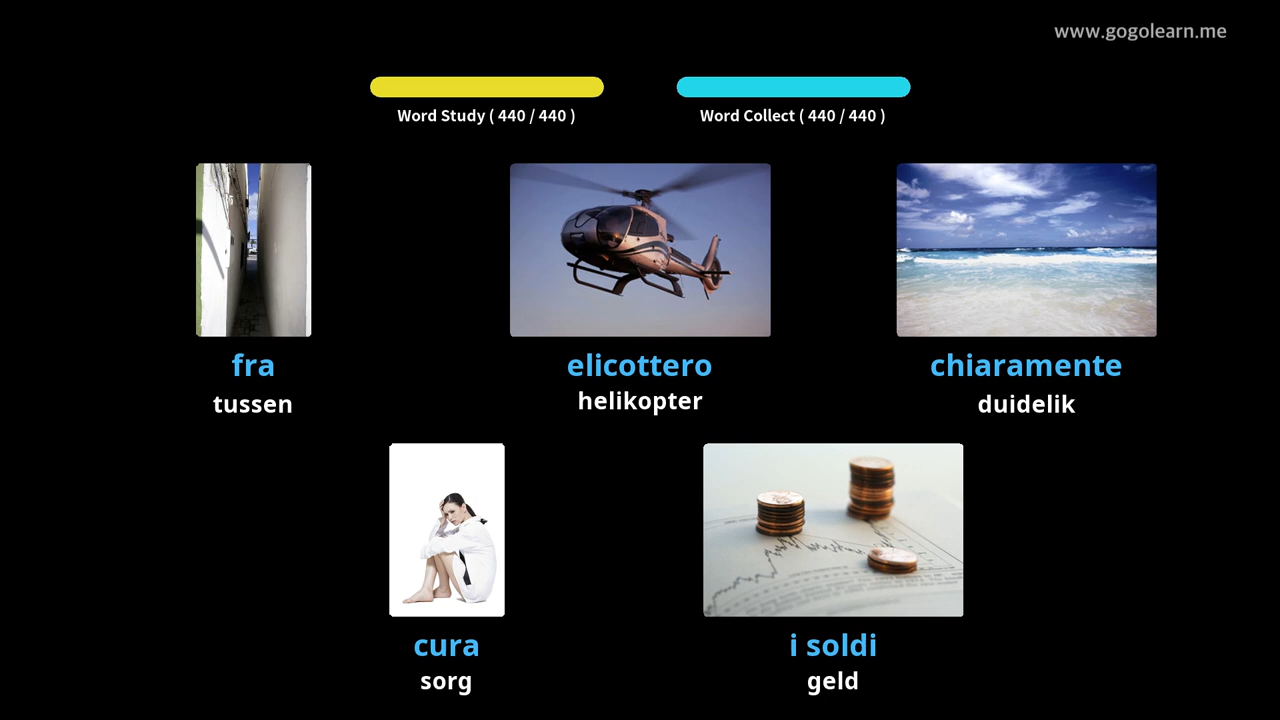 www.gogolearn.me
Word Study ( 440 / 440 )
Word Collect ( 440 / 440 )
fra
tussen
elicottero
helikopter
chiaramente
duidelik
cura
sorg
i soldi
geld